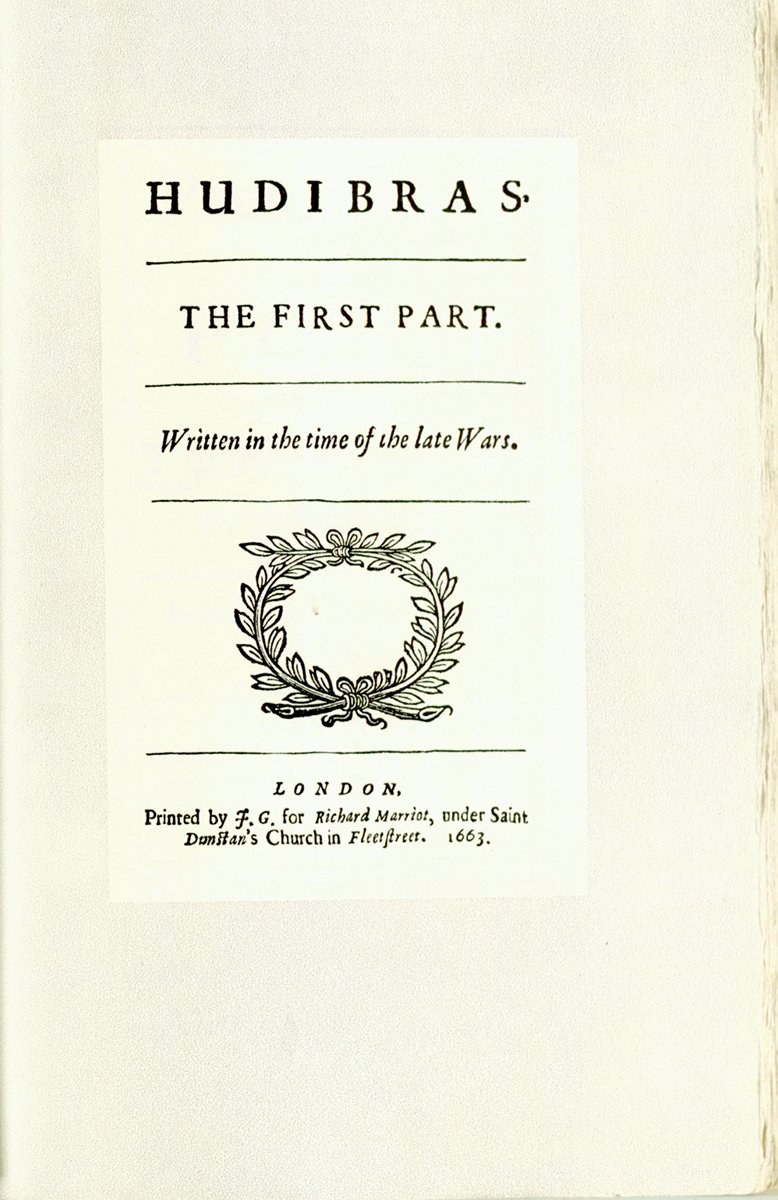 HUDIBRAS.
THE FIRST PART.
Written in the time of the late Wars.
LONDON,
Printed by J. G. for Richard Marriot, under Saint
Dunstan's Church in Fleetstreet. 1663.